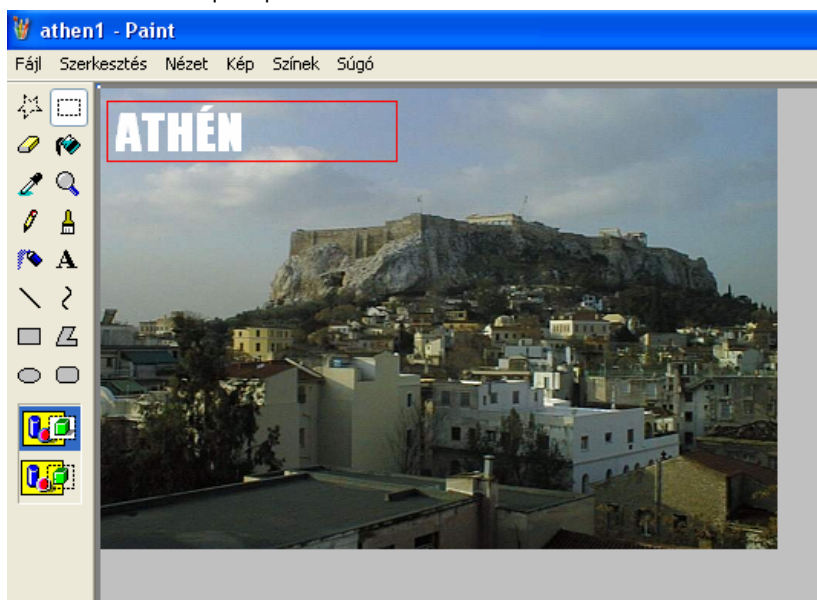 athen1 - Paint
Fájl Szerkesztés Nézet Kép Színek Súgó
ATHÉN
A